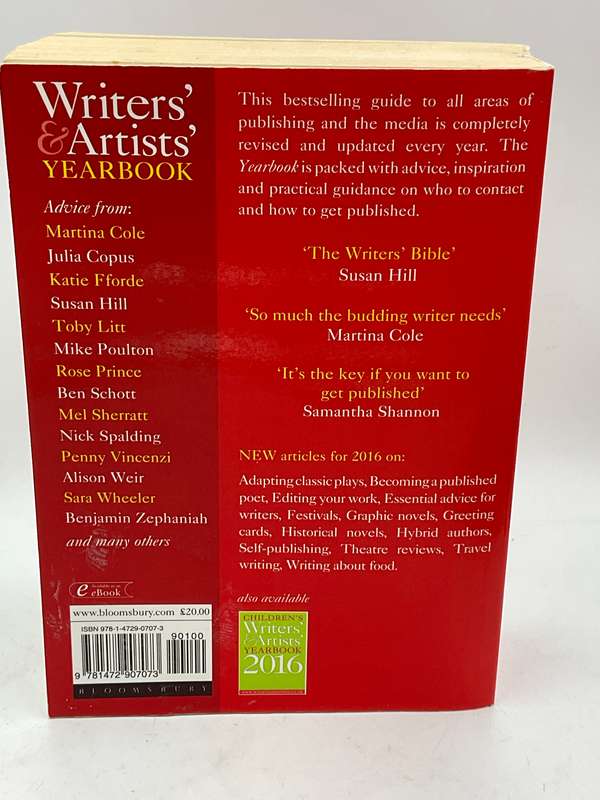 Writers'
& Artists'
YEARBOOK
Advice from:
Martina Cole
Julia Copus
Katie Fforde
Susan Hill
Toby Litt
Mike Poulton
Rose Prince
Ben Schott
Mel Sherratt
Nick Spalding
Penny Vincenzi
Alison Weir
Sara Wheeler
Benjamin Zephaniah
and many others
This bestselling guide to all areas of
publishing and the media is completely
revised and updated every year. The
Yearbook is packed with advice, inspiration
and practical guidance on who to contact
and how to get published.
‘The Writers’ Bible’
Susan Hill
‘So much the budding writer needs’
Martina Cole
‘It’s the key if you want to
get published’
Samantha Shannon
NEW articles for 2016 on:
Adapting classic plays, Becoming a published
poet, Editing your work, Essential advice for
writers, Festivals, Graphic novels, Greeting
cards, Historical novels, Hybrid authors,
Self-publishing, Theatre reviews, Travel
writing, Writing about food.
also available
CHILDREN'S
Writers'
& Artists'
YEARBOOK
2016
e Available as an
eBook
www.bloomsbury.com £20.00
ISBN 978-1-4729-0707-3
90100
9 781472 907073
BLOOMSBURY